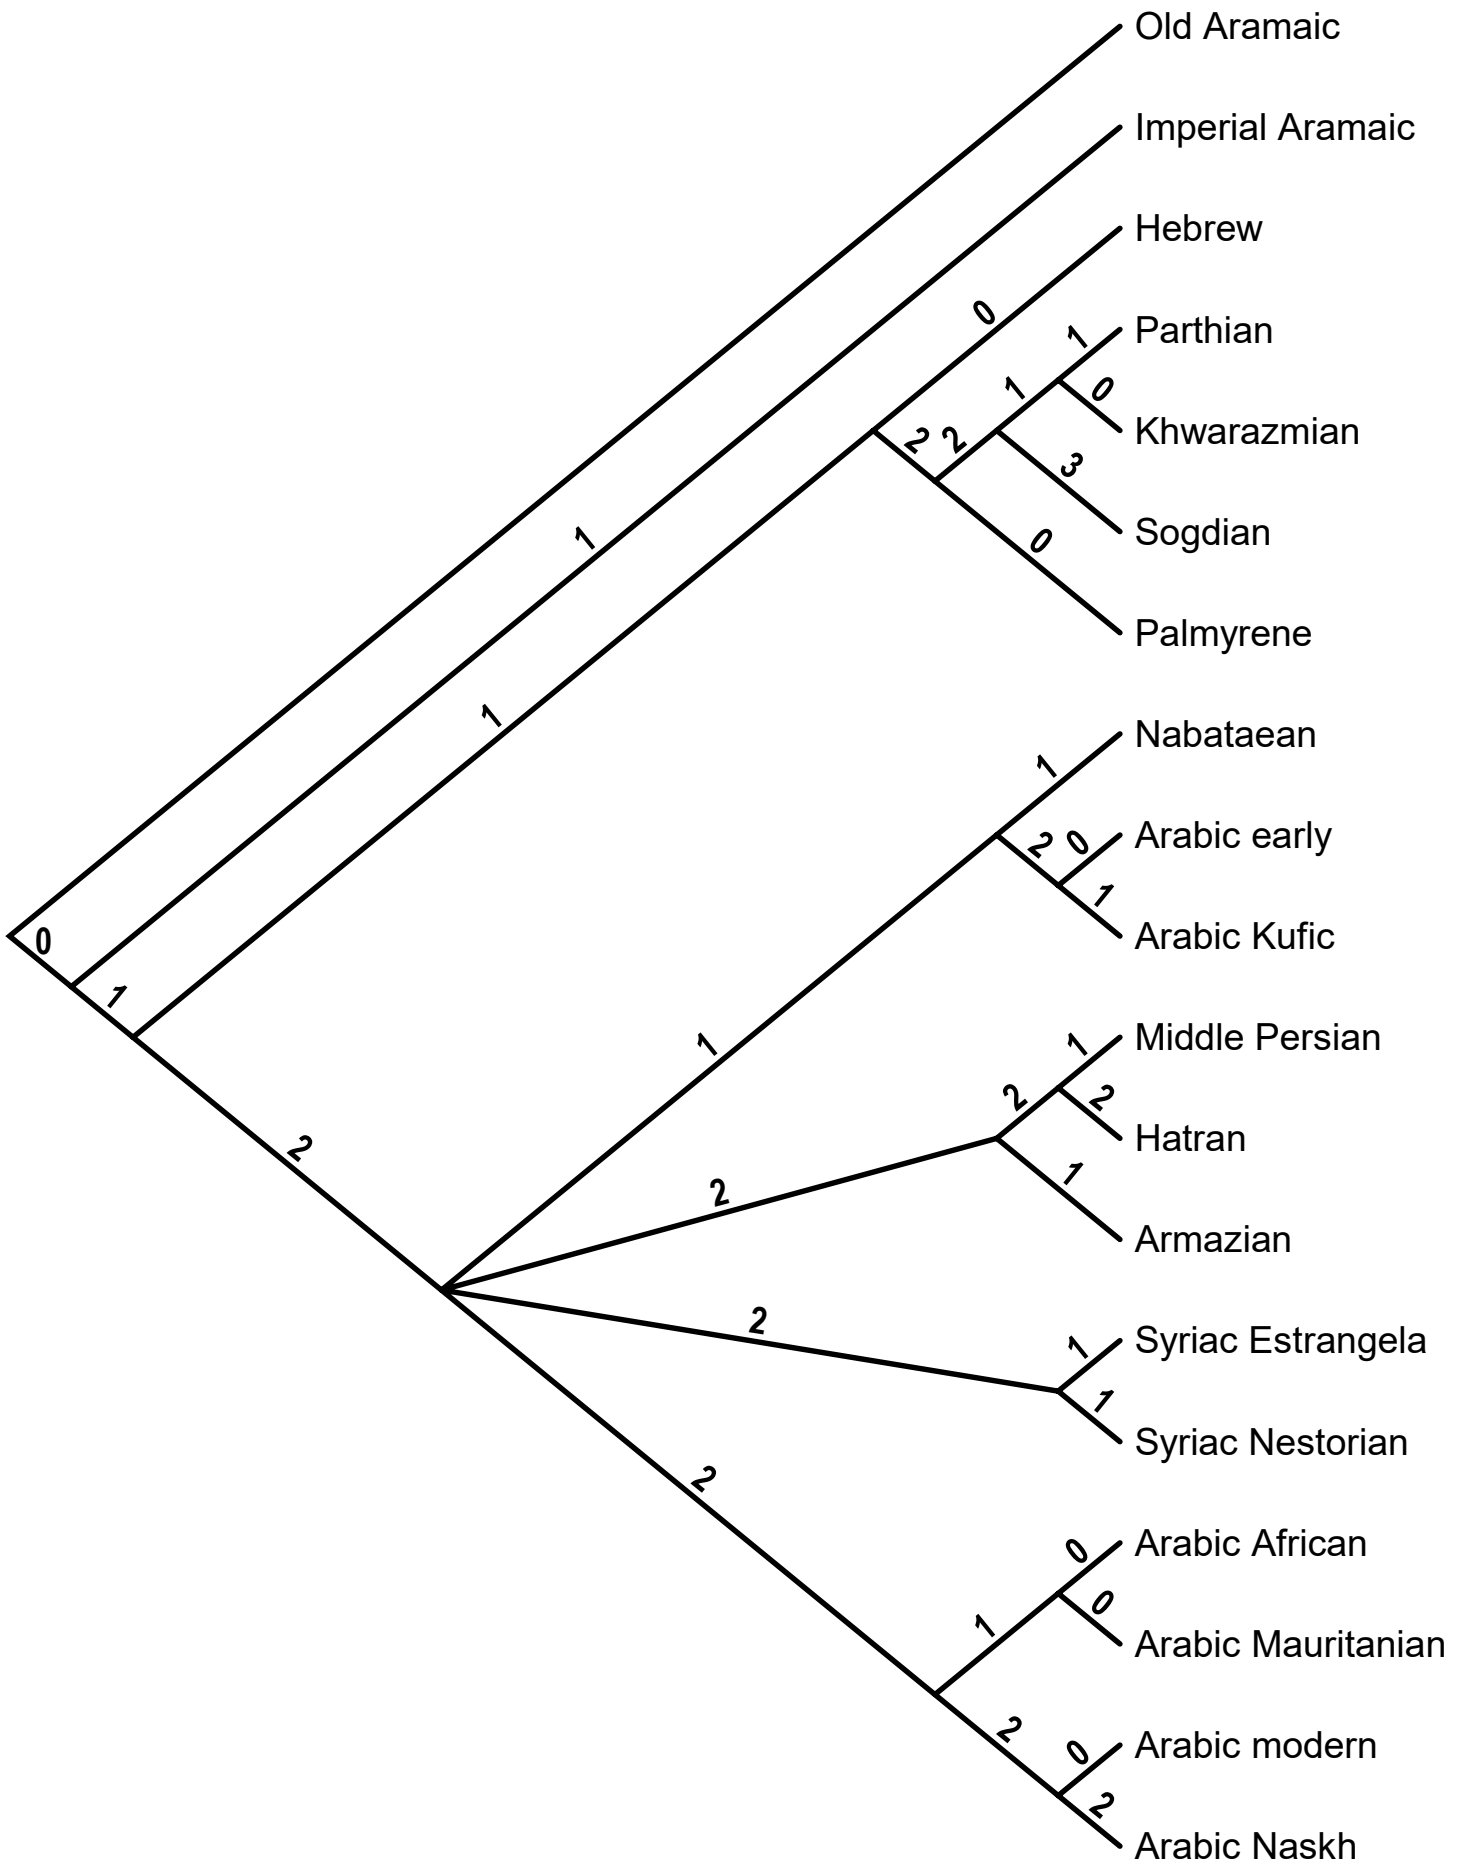 Old Aramaic
Imperial Aramaic
Hebrew
0
1
Parthian
1
0
Khwarazmian
2
2
3
1
Sogdian
0
Palmyrene
1
Nabataean
1
2
0
Arabic early
1
Arabic Kufic
0
1
1
1
Middle Persian
2
2
Hatran
2
1
2
Armazian
2
1
Syriac Estrangela
1
Syriac Nestorian
2
0
Arabic African
0
1
Arabic Mauritanian
2
0
Arabic modern
2
Arabic Naskh